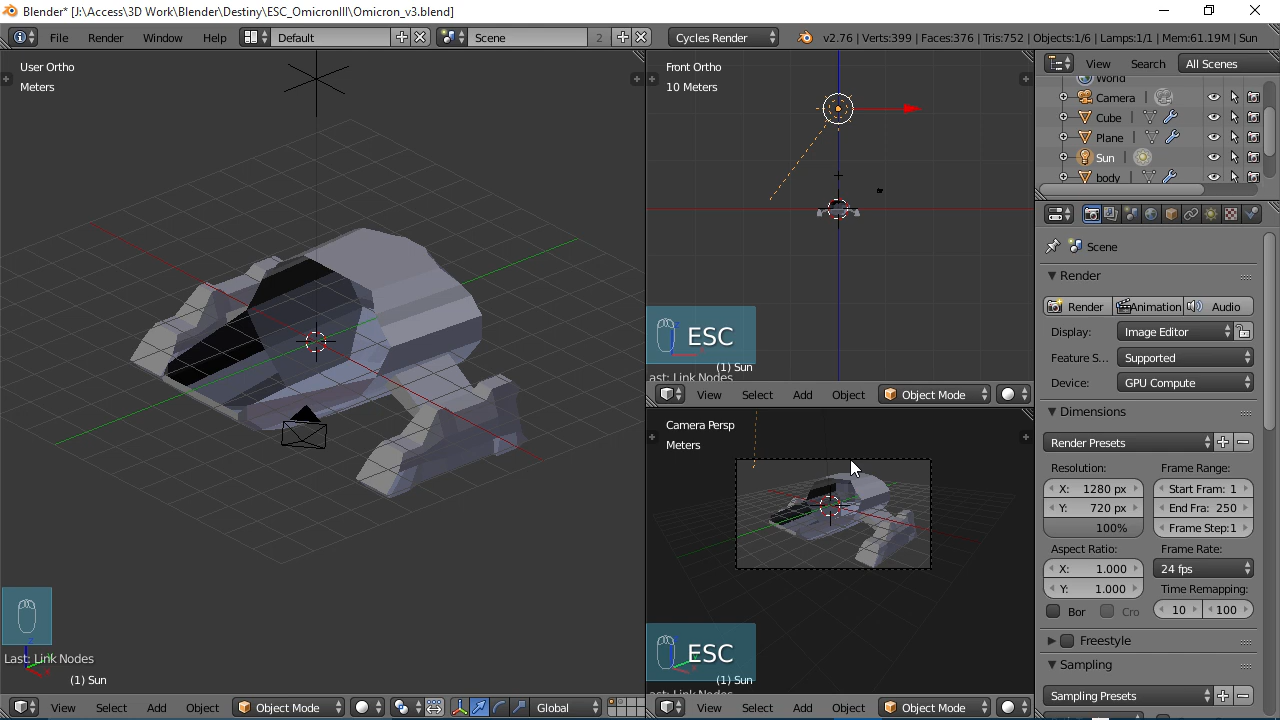 Blender* [J:\Access\3D Work\Blender\Destiny\ESC_OmicronIII\Omicron_v3.blend]
File Render Window Help Default Scene 2 Cycles Render v2.76 | Verts:399 | Faces:376 | Tris:752 | Objects:1/6 | Lamps:1/1 | Mem:61.19M | Sun
User Ortho
Meters
Last: Link Nodes
(1) Sun
View Select Add Object Object Mode Global
Front Ortho
10 Meters
ESC
(1) Sun
ast: Link Nodes
View Select Add Object Object Mode
Camera Persp
Meters
ESC
(1) Sun
ast: Link Nodes
View Select Add Object Object Mode
View Search All Scenes
World
Camera
Cube
Plane
Sun
body
Scene
Render
Render Animation Audio
Display: Image Editor
Feature S... Supported
Device: GPU Compute
Dimensions
Render Presets
Resolution: Frame Range:
X: 1280 px Start Fram: 1
Y: 720 px End Fra: 250
100% Frame Step:1
Aspect Ratio: Frame Rate:
X: 1.000 24 fps
Y: 1.000 Time Remapping:
Bor Cro 10 100
Freestyle
Sampling
Sampling Presets